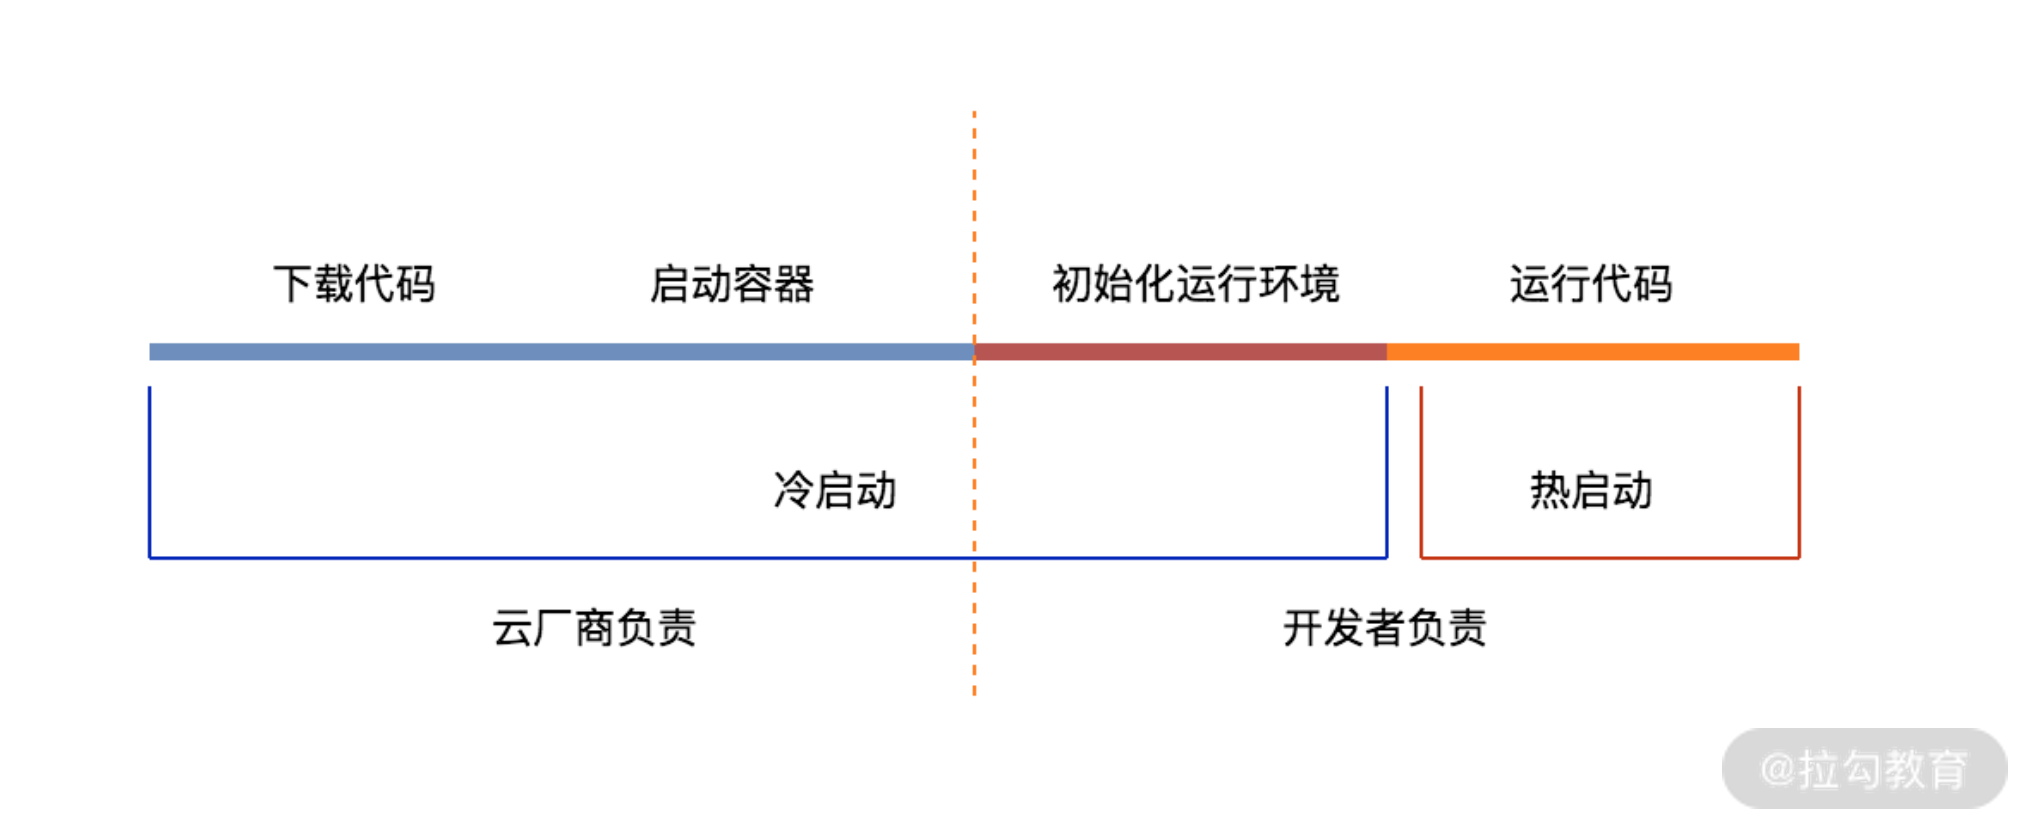 下载代码
启动容器
初始化运行环境
运行代码
冷启动
热启动
云厂商负责
开发者负责
@拉勾教育